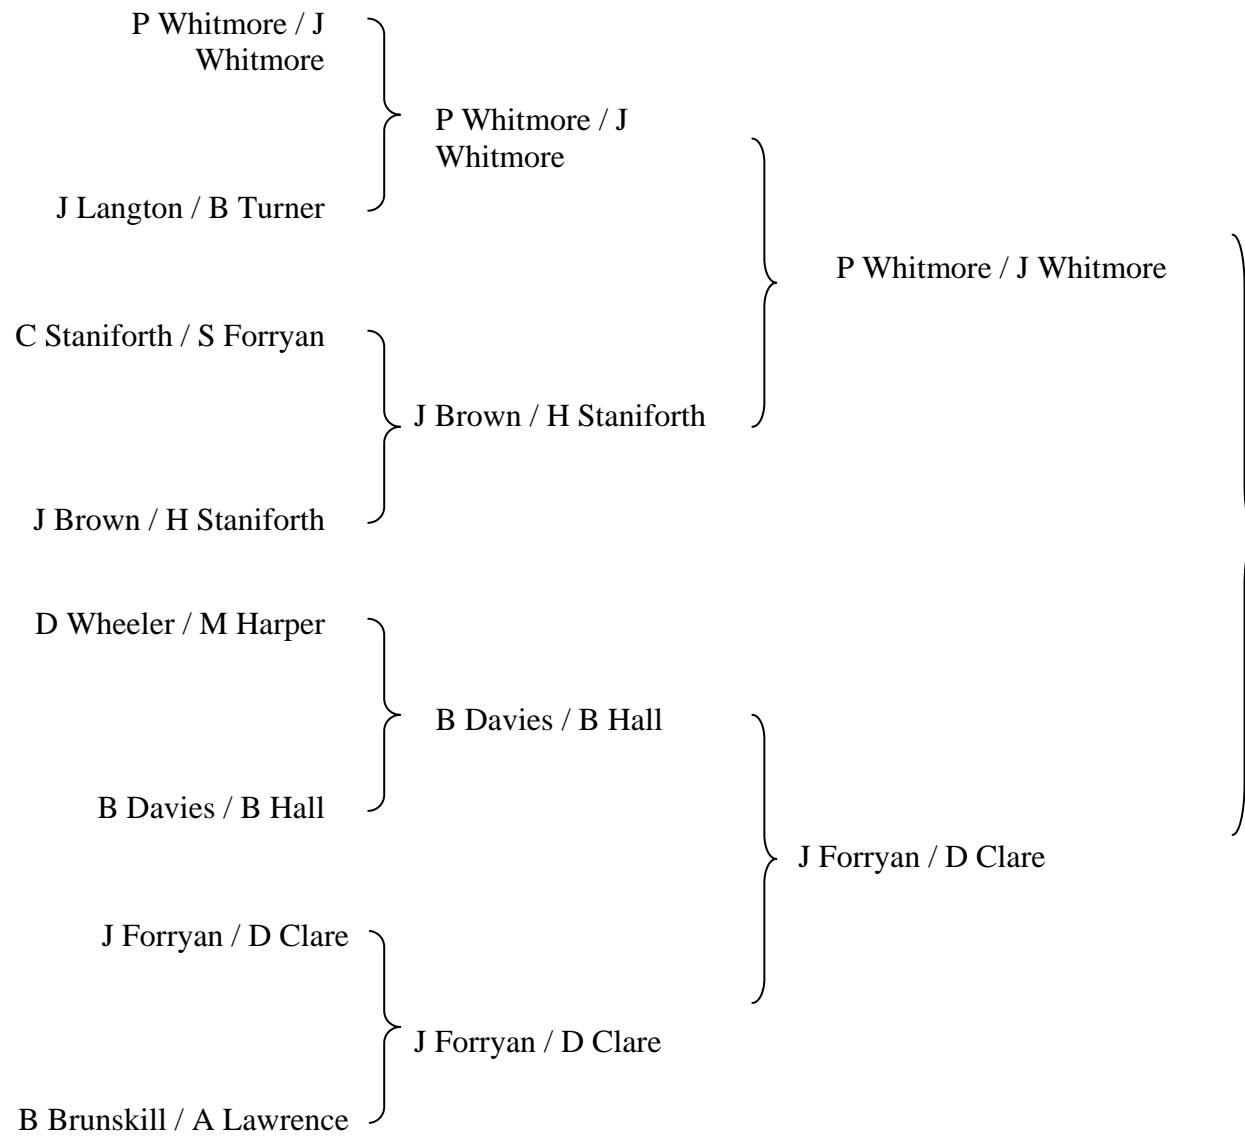 P Whitmore / J
Whitmore
J Langton / B Turner
C Staniforth / S Forryan
J Brown / H Staniforth
D Wheeler / M Harper
B Davies / B Hall
J Forryan / D Clare
B Brunskill / A Lawrence
P Whitmore / J
Whitmore
J Brown / H Staniforth
B Davies / B Hall
J Forryan / D Clare
P Whitmore / J Whitmore
J Forryan / D Clare